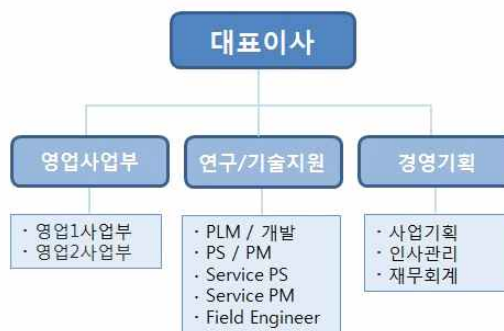 대표이사
영업사업부
연구/기술지원
경영기획
· 영업1사업부
· 영업2사업부
· PLM / 개발
· PS / PM
· Service PS
· Service PM
· Field Engineer
· 사업기획
· 인사관리
· 재무회계